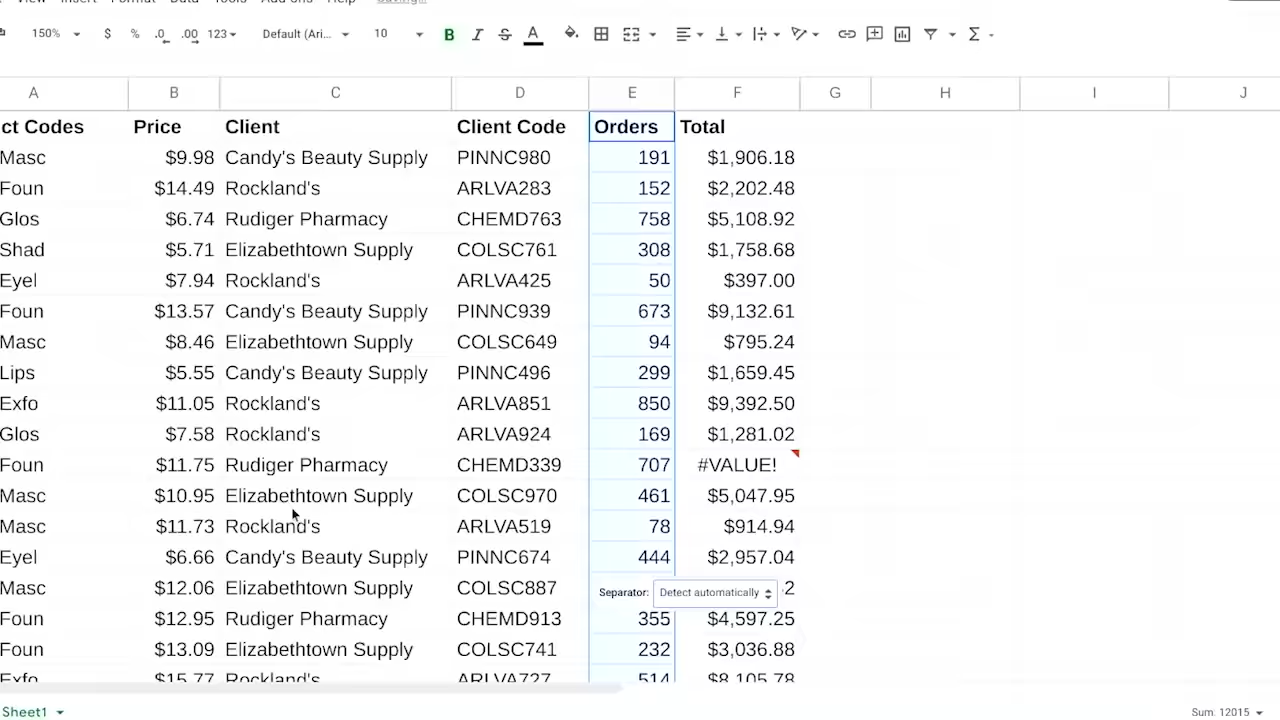 View Insert Format Data Tools Add-ons Help Saving...
150% $ % .0 .00 123 Default (Ari... 10 B I S A Σ
A B C D E F G H I J
ct Codes Price Client Client Code Orders Total
Masc $9.98 Candy's Beauty Supply PINNC980 191 $1,906.18
Foun $14.49 Rockland's ARLVA283 152 $2,202.48
Glos $6.74 Rudiger Pharmacy CHEMD763 758 $5,108.92
Shad $5.71 Elizabethtown Supply COLSC761 308 $1,758.68
Eyel $7.94 Rockland's ARLVA425 50 $397.00
Foun $13.57 Candy's Beauty Supply PINNC939 673 $9,132.61
Masc $8.46 Elizabethtown Supply COLSC649 94 $795.24
Lips $5.55 Candy's Beauty Supply PINNC496 299 $1,659.45
Exfo $11.05 Rockland's ARLVA851 850 $9,392.50
Glos $7.58 Rockland's ARLVA924 169 $1,281.02
Foun $11.75 Rudiger Pharmacy CHEMD339 707 #VALUE!
Masc $10.95 Elizabethtown Supply COLSC970 461 $5,047.95
Masc $11.73 Rockland's ARLVA519 78 $914.94
Eyel $6.66 Candy's Beauty Supply PINNC674 444 $2,957.04
Masc $12.06 Elizabethtown Supply COLSC887 Separator: Detect automatically 2
Foun $12.95 Rudiger Pharmacy CHEMD913 355 $4,597.25
Foun $13.09 Elizabethtown Supply COLSC741 232 $3,036.88
Exfo $15.77 Rockland's ARLVA727 514 $8,105.78
Sheet1 Sum: 12015